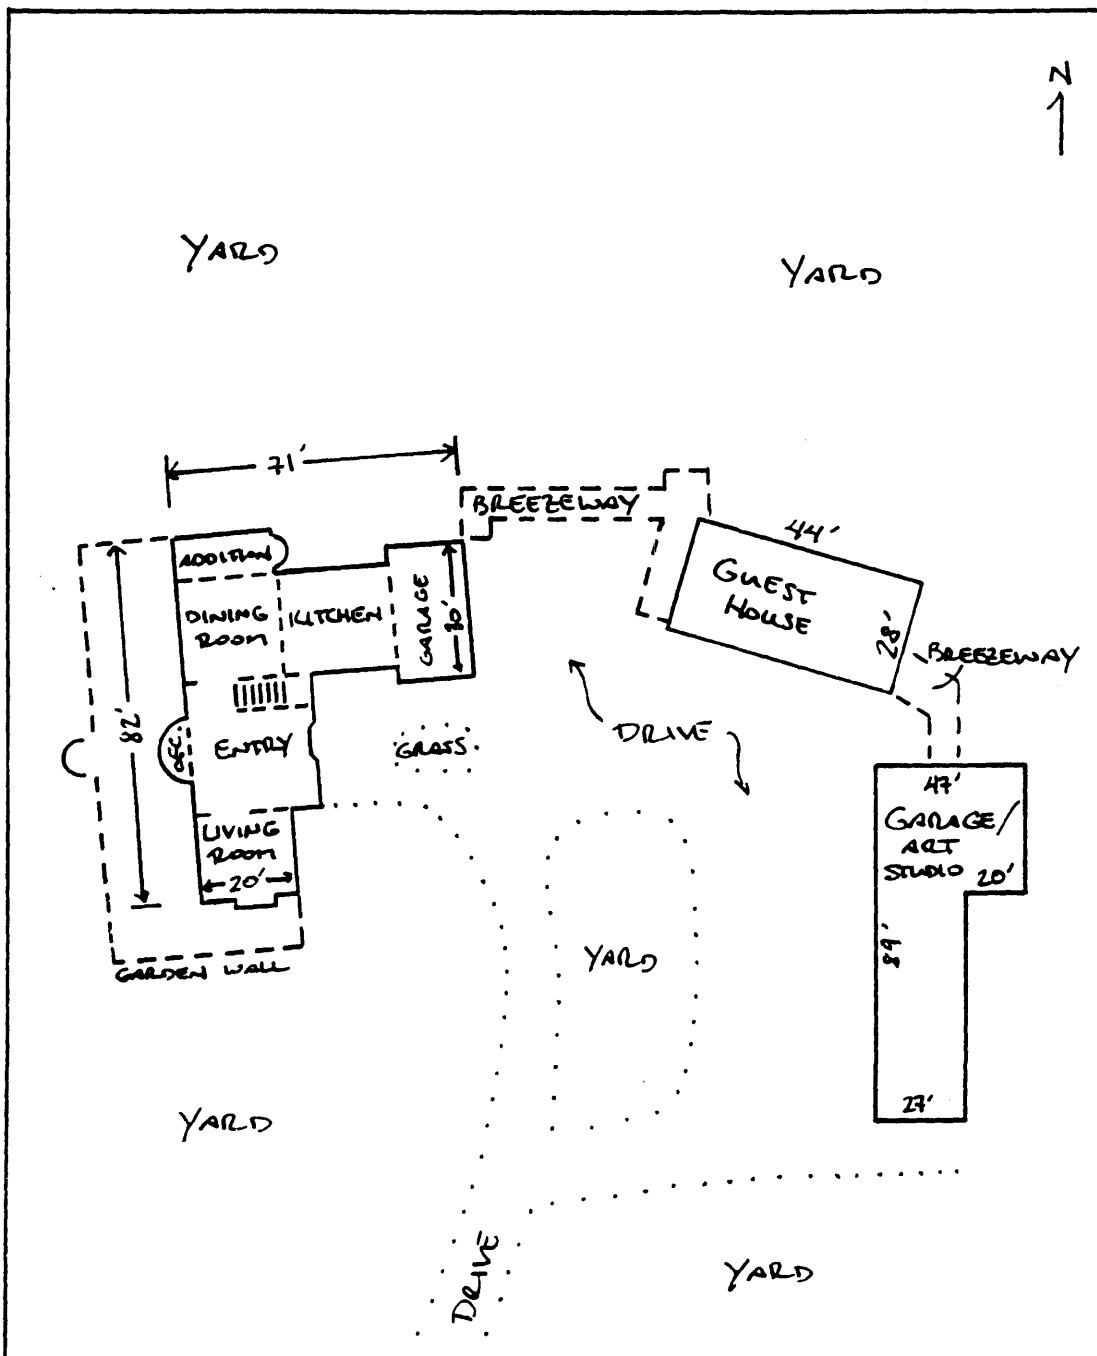 N
YARD
YARD
71'
BREEZEWAY
44'
ADDITION
GUEST
HOUSE
DINING
ROOM
KITCHEN
GARAGE
30'
28'
BREEZEWAY
82'
OFC.
ENTRY
GRASS
DRIVE
47'
GARAGE/
ART
STUDIO
20'
LIVING
ROOM
20'
89'
YARD
GARDEN WALL
27'
YARD
DRIVE
YARD